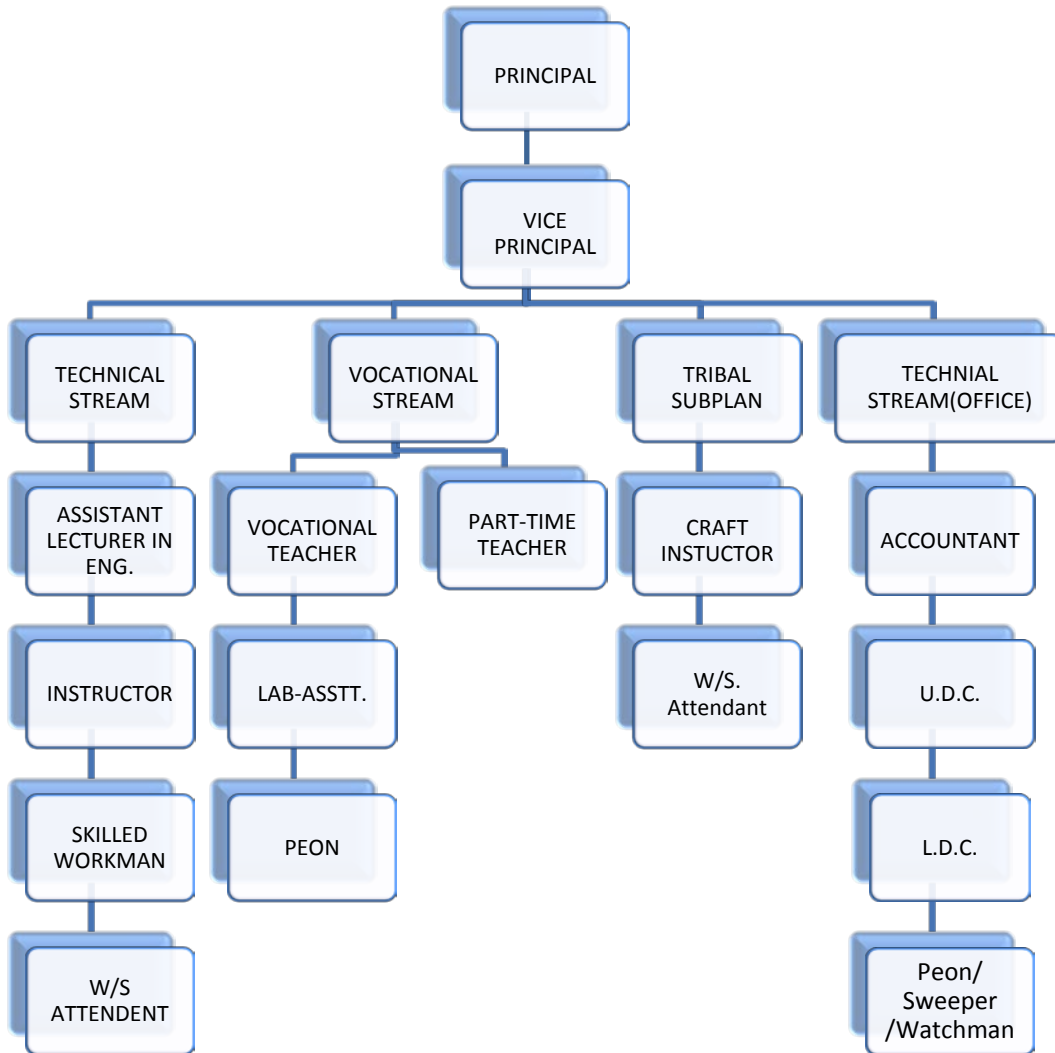 PRINCIPAL
VICE
PRINCIPAL
TECHNICAL
STREAM
VOCATIONAL
STREAM
TRIBAL
SUBPLAN
TECHNIAL
STREAM(OFFICE)
ASSISTANT
LECTURER IN
ENG.
VOCATIONAL
TEACHER
PART-TIME
TEACHER
CRAFT
INSTUCTOR
ACCOUNTANT
INSTRUCTOR
LAB-ASSTT.
W/S.
Attendant
U.D.C.
SKILLED
WORKMAN
PEON
L.D.C.
W/S
ATTENDENT
Peon/
Sweeper
/Watchman